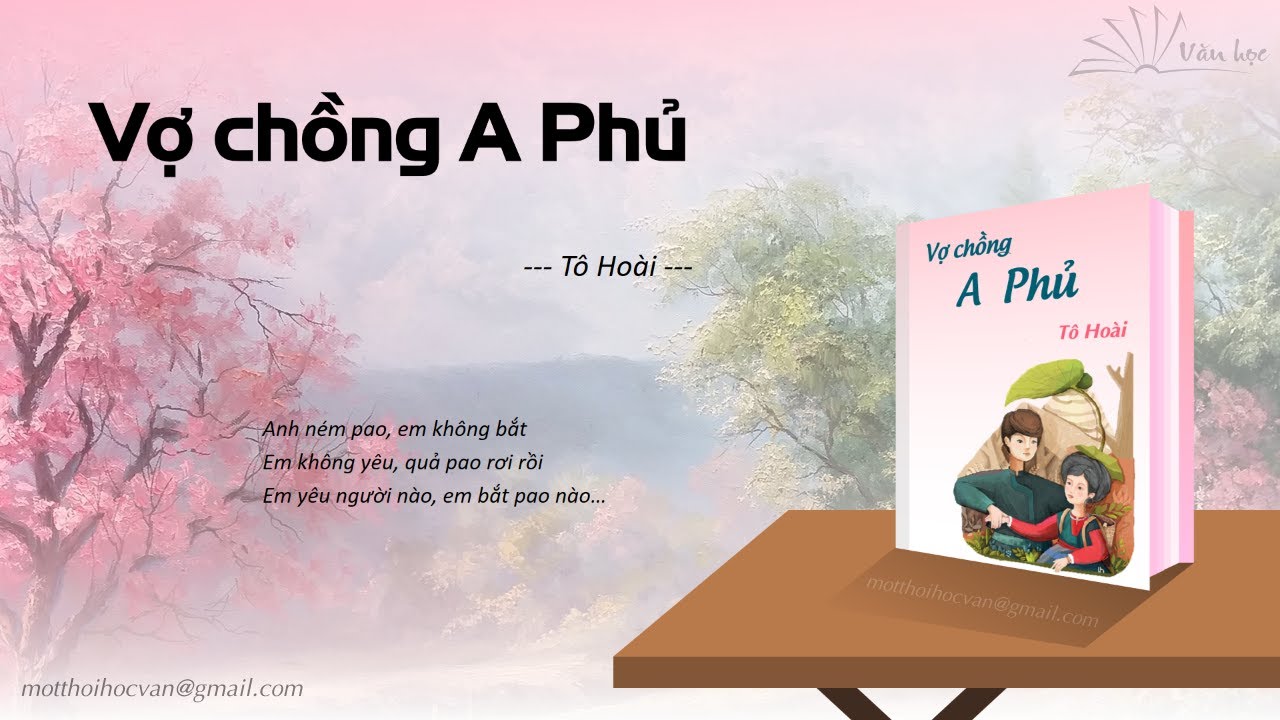 Văn học
Vợ chồng A Phủ
--- Tô Hoài ---
Anh ném pao, em không bắt
Em không yêu, quả pao rơi rồi
Em yêu người nào, em bắt pao nào...
Vợ chồng
A Phủ
Tô Hoài
motthoihocvan@gmail.com
motthoihocvan@gmail.com